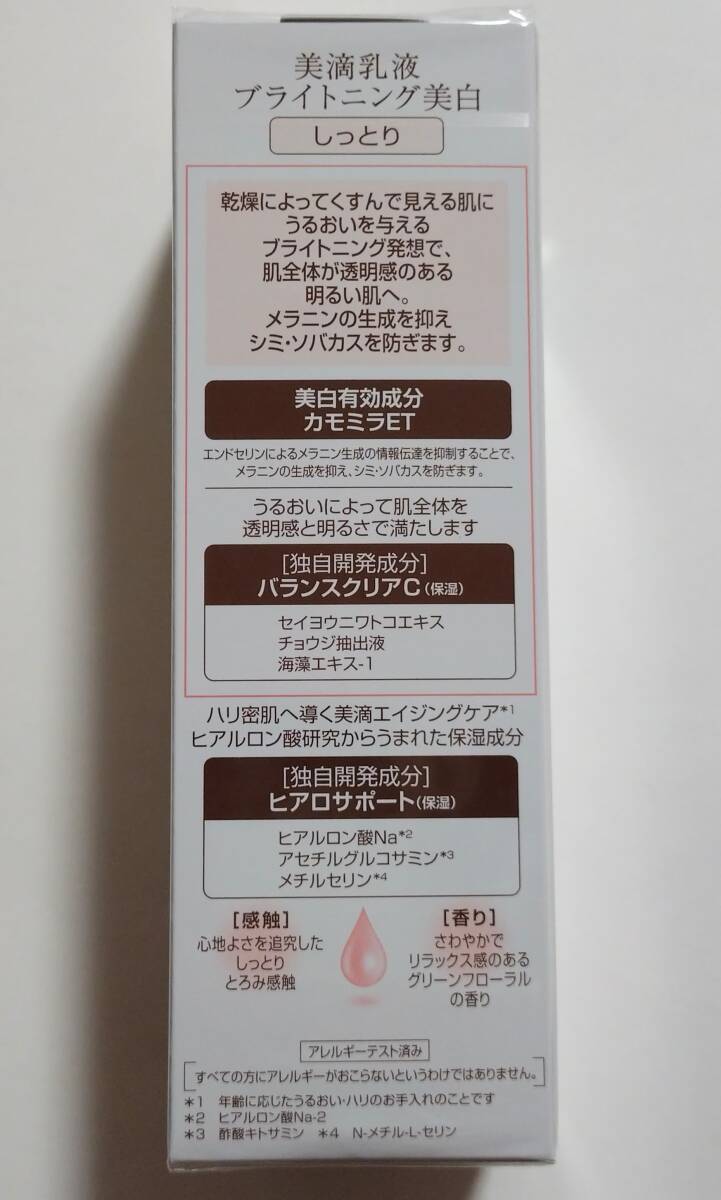 美滴乳液
ブライトニング美白
しっとり
乾燥によってくすんで見える肌に
うるおいを与える
ブライトニング発想で、
肌全体が透明感のある
明るい肌へ。
メラニンの生成を抑え
シミ・ソバカスを防ぎます。
美白有効成分
カモミラET
エンドセリンによるメラニン生成の情報伝達を抑制することで、
メラニンの生成を抑え、シミ・ソバカスを防ぎます。
うるおいによって肌全体を
透明感と明るさで満たします
[独自開発成分]
バランスクリアC(保湿)
セイヨウニワトコエキス
チョウジ抽出液
海藻エキス-1
ハリ密肌へ導く美滴エイジングケア*1
ヒアルロン酸研究からうまれた保湿成分
[独自開発成分]
ヒアロサポート(保湿)
ヒアルロン酸Na*2
アセチルグルコサミン*3
メチルセリン*4
[感触]
心地よさを追究した
しっとり
とろみ感触
[香り]
さわやかで
リラックス感のある
グリーンフローラル
の香り
アレルギーテスト済み
[すべての方にアレルギーがおこらないというわけではありません。]
*1 年齢に応じたうるおい・ハリのお手入れのことです
*2 ヒアルロン酸Na-2
*3 酢酸キトサミン *4 N-メチル-L-セリン